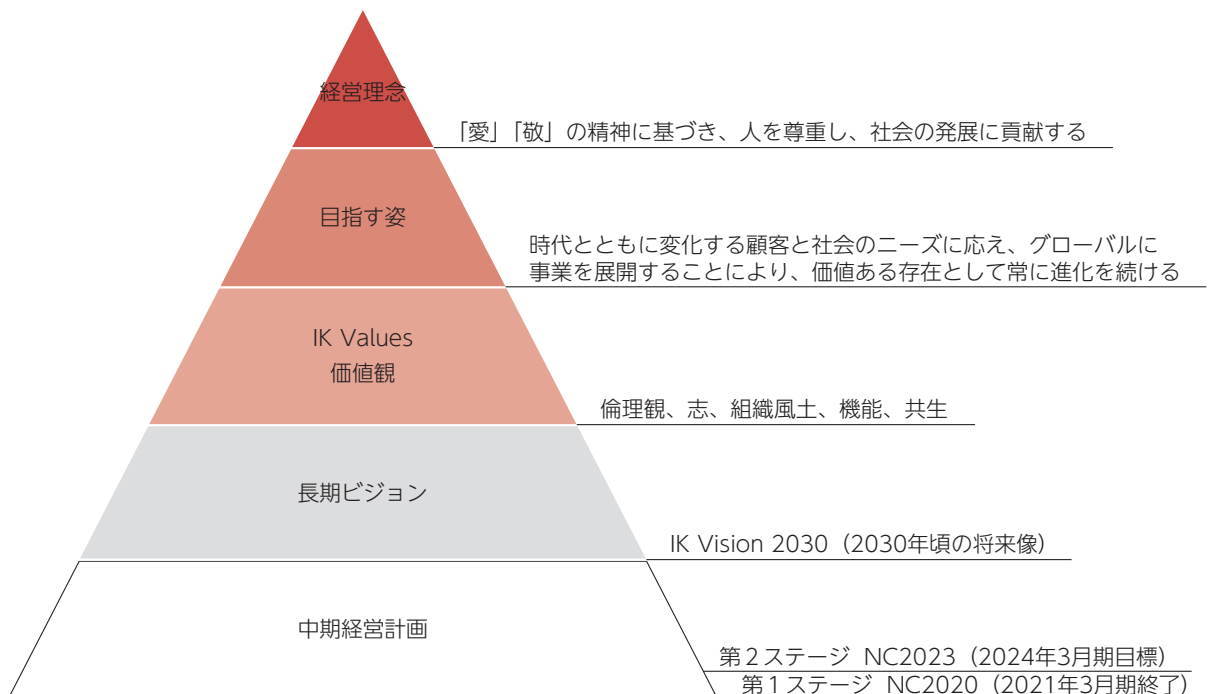 経営理念
「愛」「敬」の精神に基づき、人を尊重し、社会の発展に貢献する
目指す姿
時代とともに変化する顧客と社会のニーズに応え、グローバルに
事業を展開することにより、価値ある存在として常に進化を続ける
IK Values
価値観
倫理観、志、組織風土、機能、共生
長期ビジョン
IK Vision 2030（2030年頃の将来像）
中期経営計画
第2ステージ NC2023（2024年3月期目標）
第1ステージ NC2020（2021年3月期終了）